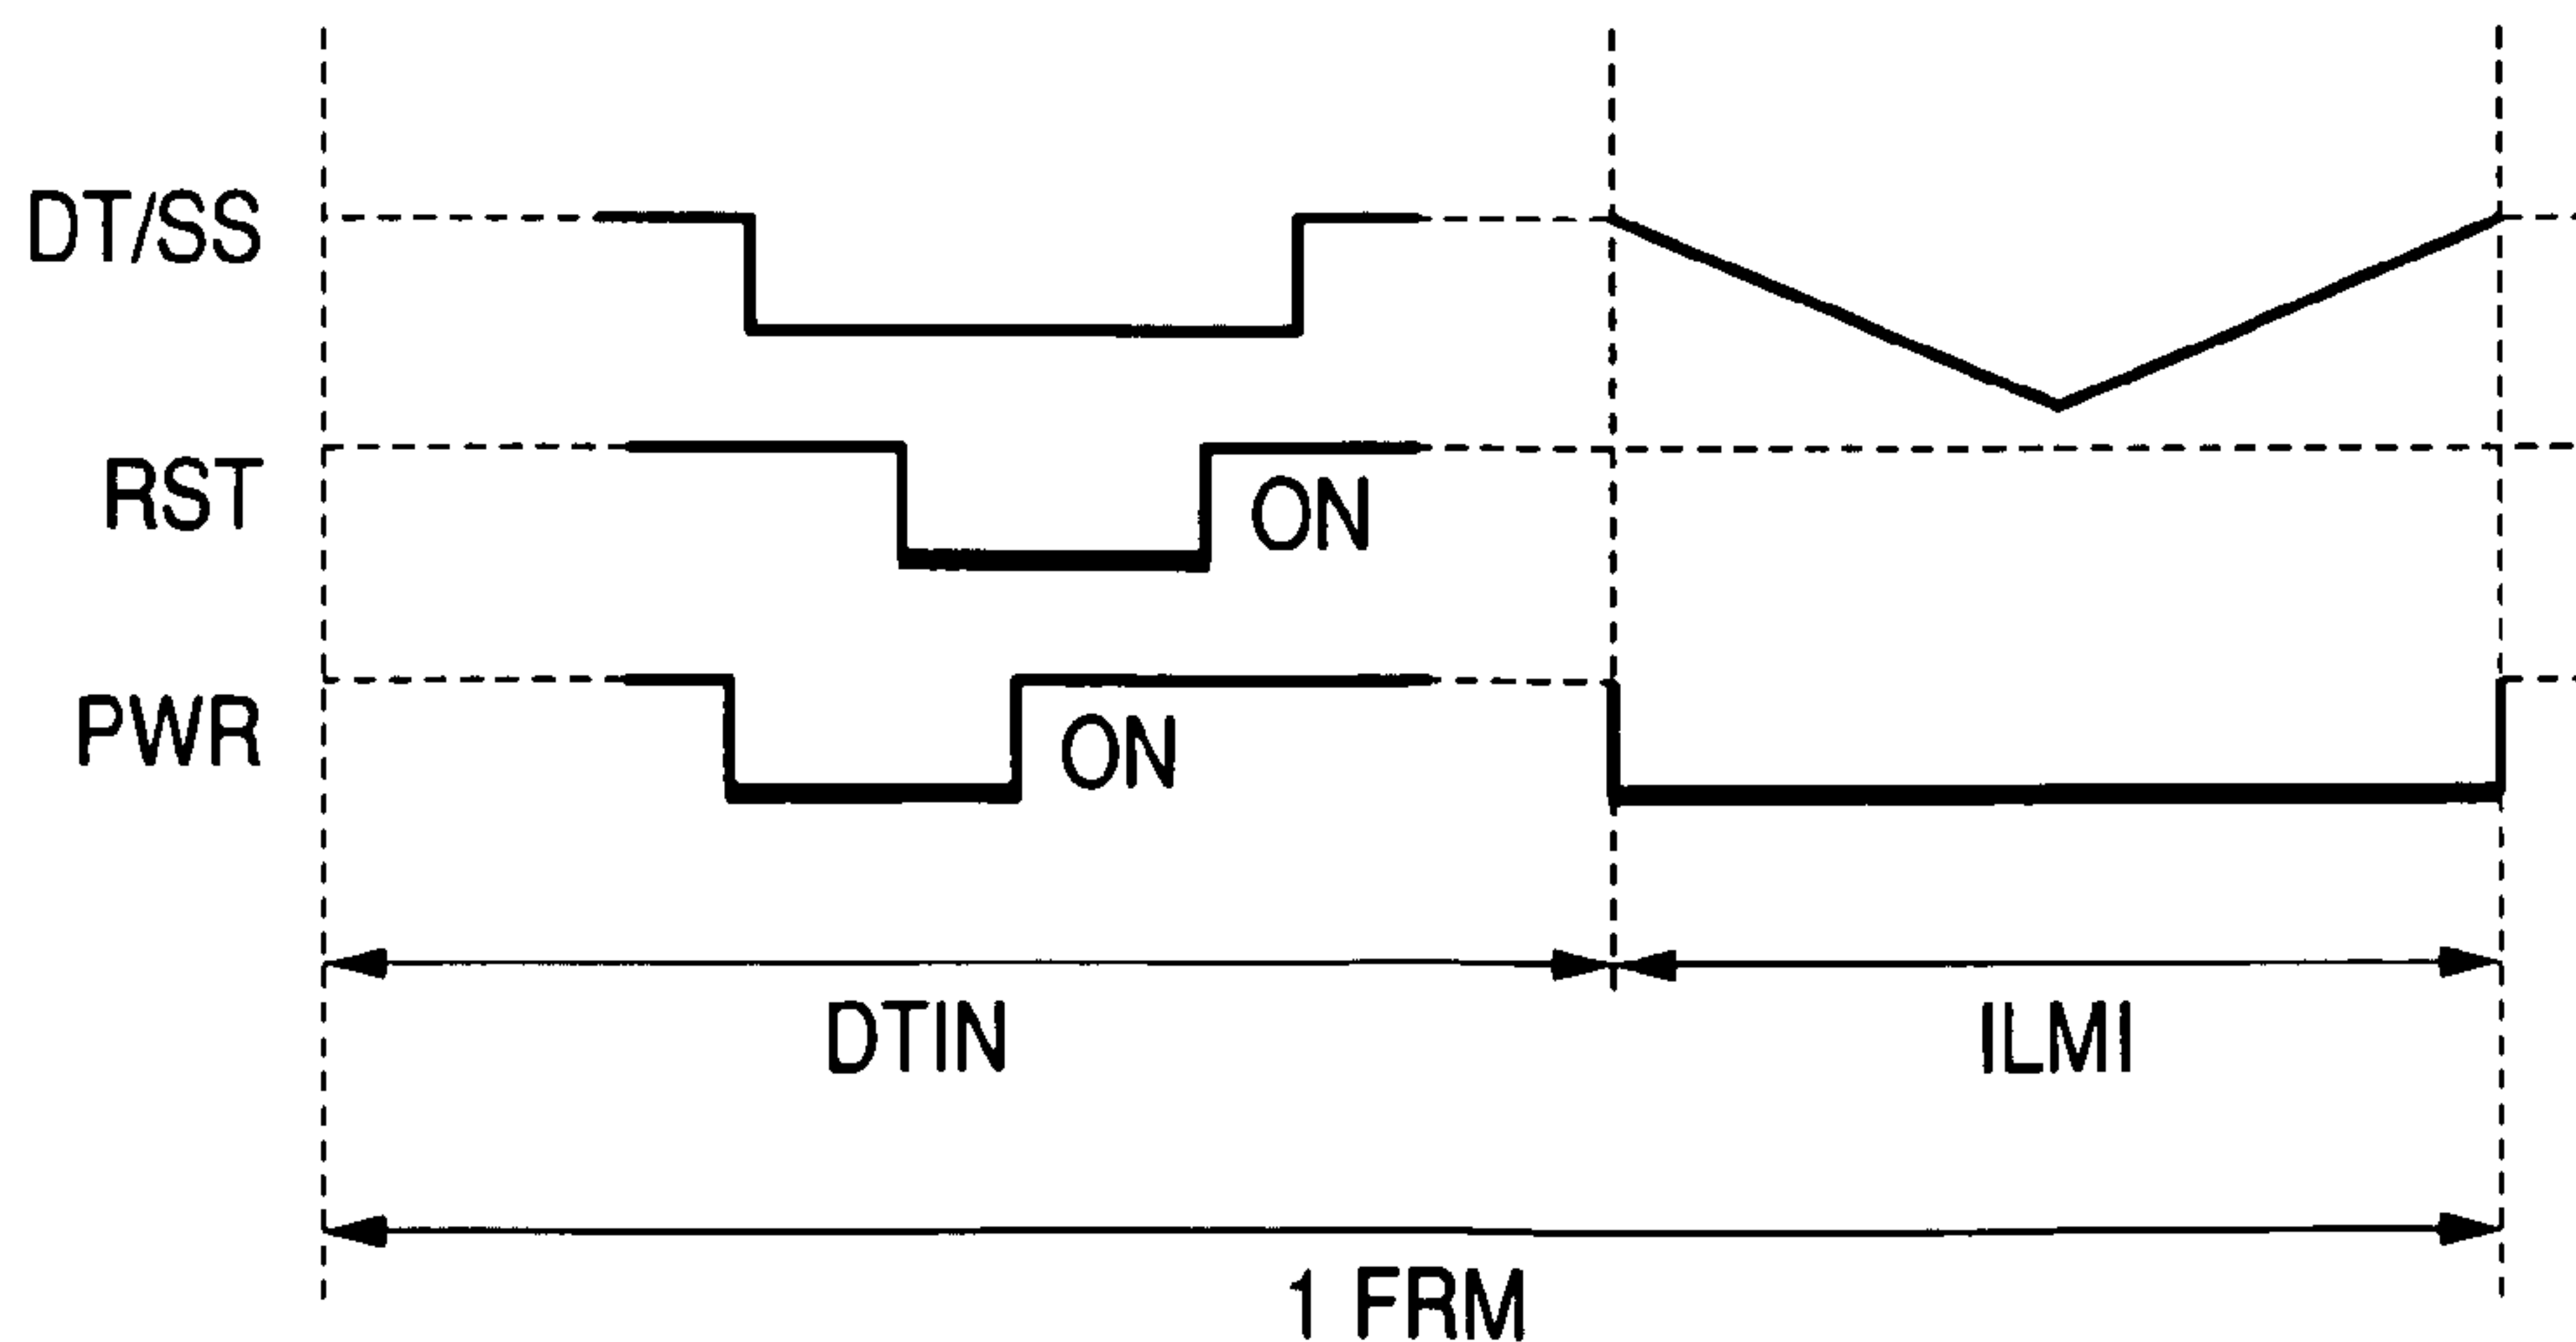 DT/SS
RST
ON
PWR
ON
DTIN
ILMI
1 FRM